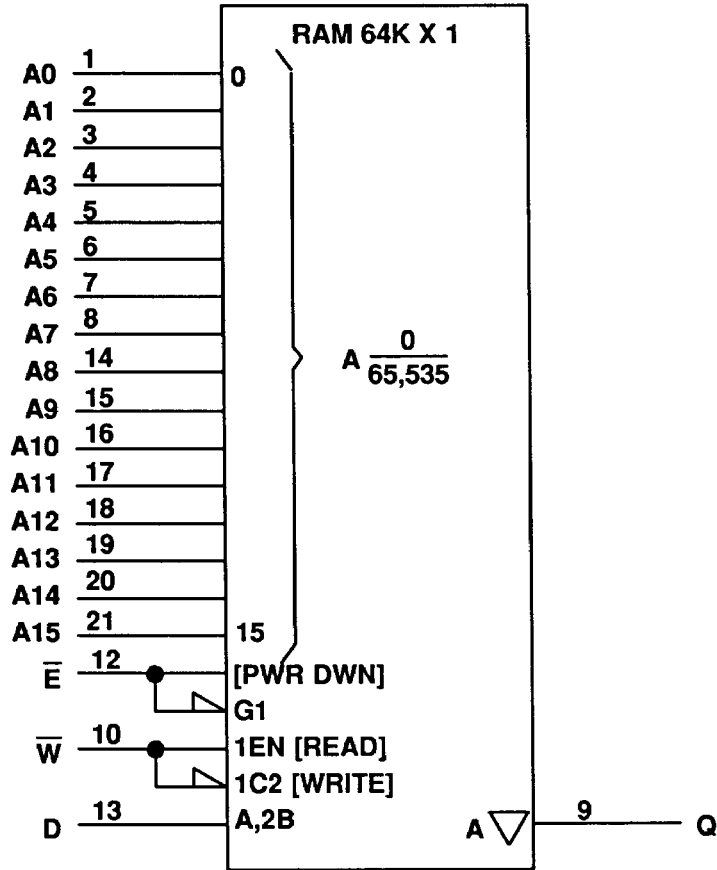 RAM 64K X 1
A0 1 0
A1 2
A2 3
A3 4
A4 5
A5 6
A6 7
A7 8
A 0
65,535
A8 14
A9 15
A10 16
A11 17
A12 18
A13 19
A14 20
A15 21 15
E̅ 12 [PWR DWN]
G1
W̅ 10 1EN [READ]
1C2 [WRITE]
D 13 A,2B A 9 Q